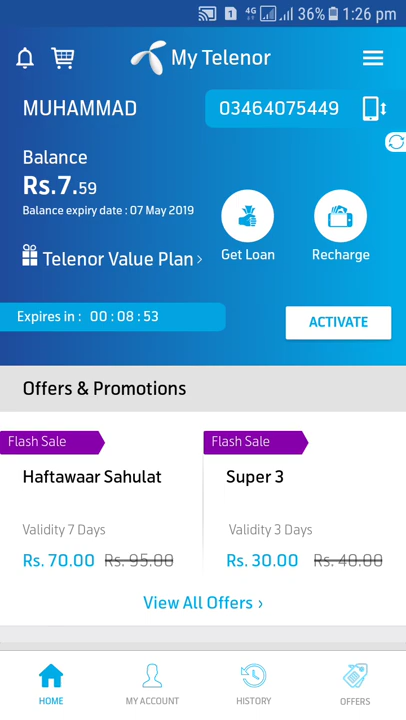 1 4G 36% 1:26 pm
My Telenor
MUHAMMAD 03464075449
Balance
Rs.7.59
Balance expiry date : 07 May 2019
Get Loan Recharge
Telenor Value Plan ›
Expires in : 00 : 08 : 53
ACTIVATE
Offers & Promotions
Flash Sale Flash Sale
Haftawaar Sahulat Super 3
Validity 7 Days Validity 3 Days
Rs. 70.00 Rs. 95.00 Rs. 30.00 Rs. 40.00
View All Offers ›
HOME MY ACCOUNT HISTORY OFFERS